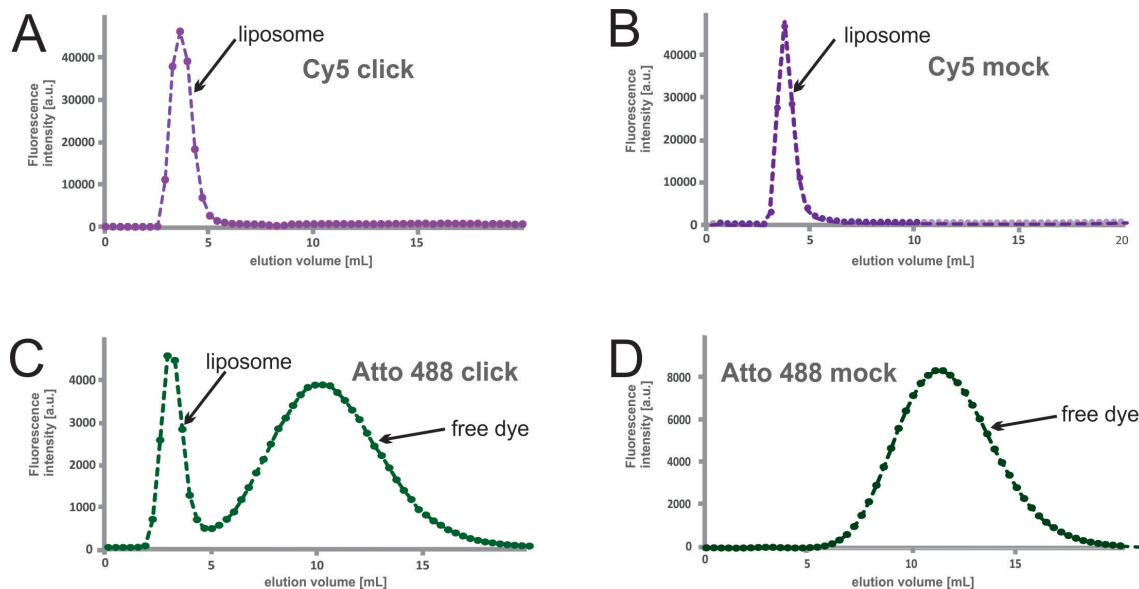 A
Cy5 click
liposome
Fluorescence
intensity [a.u.]
50000
40000
30000
20000
10000
0
0
5
10
15
elution volume [mL]
B
Cy5 mock
liposome
Fluorescence
intensity [a.u.]
50000
40000
30000
20000
10000
0
0
5
10
15
20
elution volume [mL]
C
Atto 488 click
liposome
free dye
Fluorescence
intensity [a.u.]
4000
3000
2000
1000
0
0
5
10
15
elution volume [mL]
D
Atto 488 mock
free dye
Fluorescence
intensity [a.u.]
8000
6000
4000
2000
0
0
5
10
15
elution volume [mL]